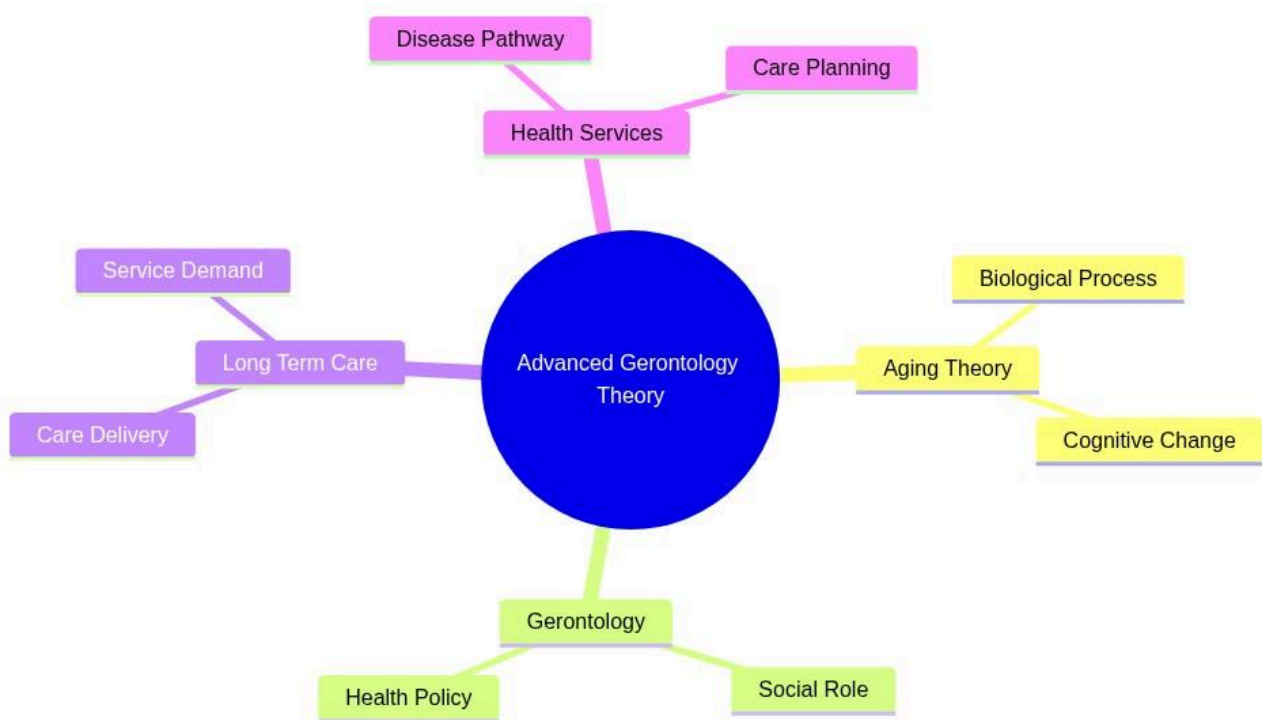 Disease Pathway
Care Planning
Health Services
Service Demand
Long Term Care
Care Delivery
Advanced Gerontology
Theory
Biological Process
Aging Theory
Cognitive Change
Gerontology
Health Policy
Social Role